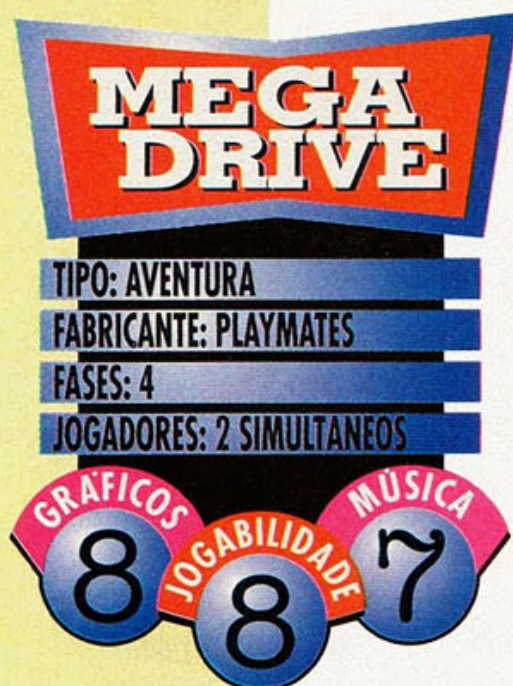 MEGA
DRIVE
TIPO: AVENTURA
FABRICANTE: PLAYMATES
FASES: 4
JOGADORES: 2 SIMULTANEOS
GRÁFICOS
8
JOGABILIDADE
8
MÚSICA
7